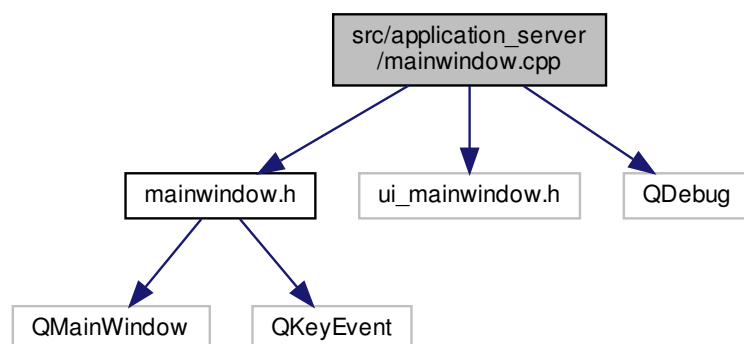 src/application_server
/mainwindow.cpp
mainwindow.h
ui_mainwindow.h
QDebug
QMainWindow
QKeyEvent